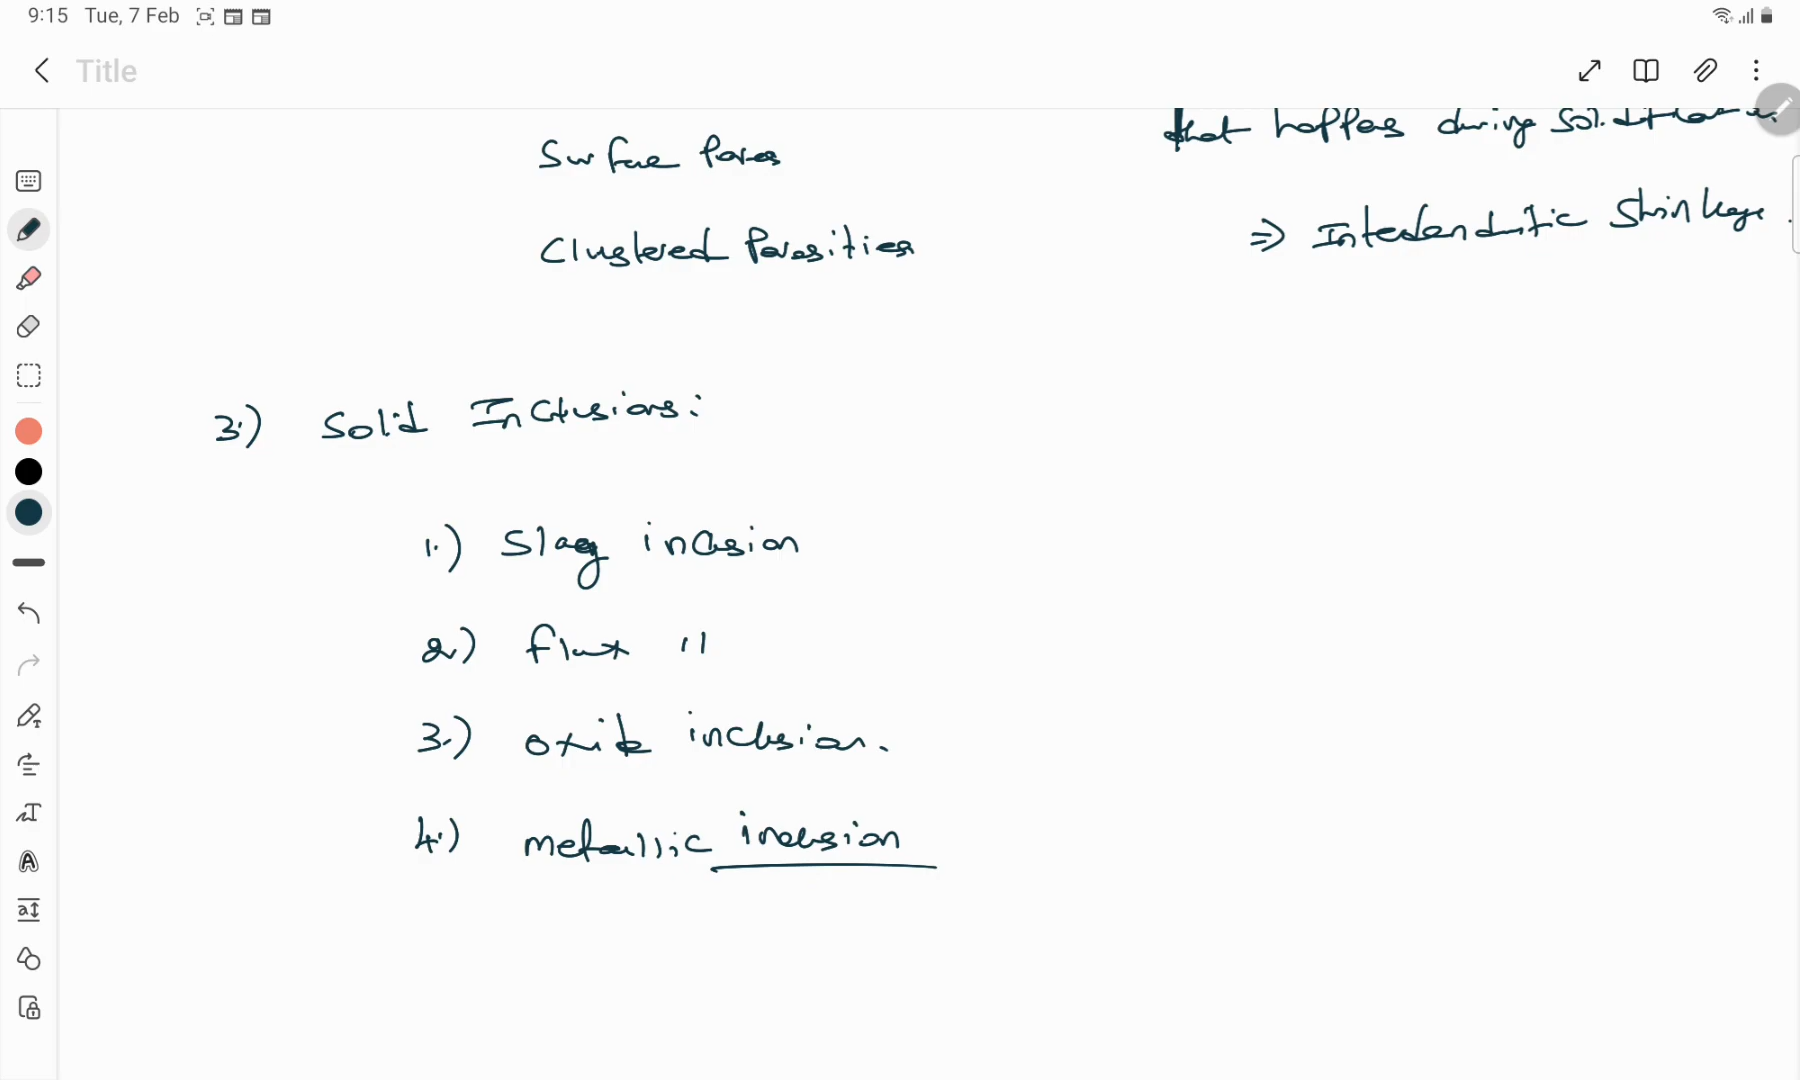 9:15 Tue, 7 Feb
Title
that happens during solidification.
Surface Pores
⇒ Interdendritic Shrinkage.
Clustered Porosities
3.) Solid Inclusions:
1.) Slag inclusion
2.) flux 11
3.) oxide inclusion.
4.) metallic inclusion